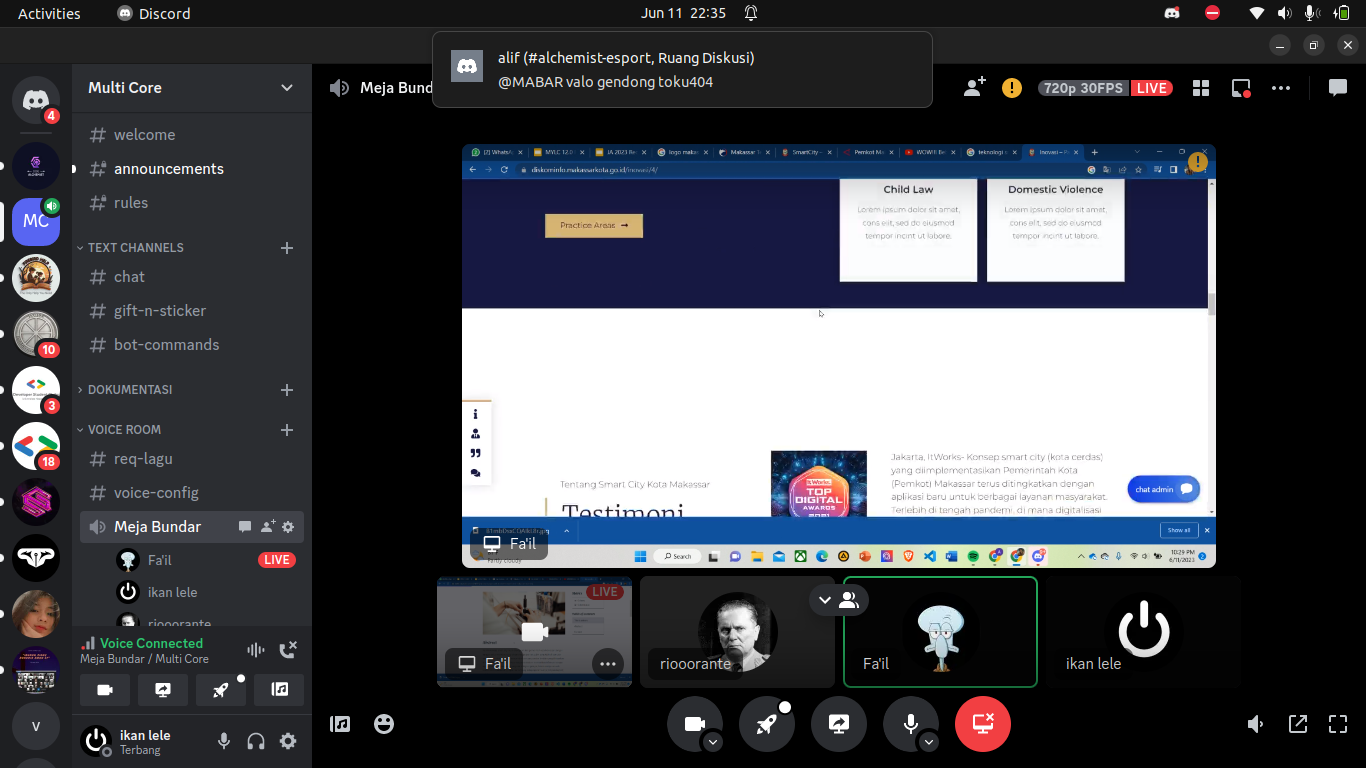 Activities
Discord
Jun 11 22:35
alif (#alchemist-esport, Ruang Diskusi)
@MABAR valo gendong toku404
Multi Core
Meja Bund
720p 30FPS LIVE
4
MC
10
3
18
v
welcome
announcements
rules
TEXT CHANNELS
chat
gift-n-sticker
bot-commands
DOKUMENTASI
VOICE ROOM
req-lagu
voice-config
Meja Bundar
Fa'il LIVE
ikan lele
riooorante
Voice Connected
Meja Bundar / Multi Core
ikan lele
Terbang
diskominfo.makassarkota.go.id/inovasi/4/
Child Law
Lorem ipsum dolor sit amet,
cons elit, sed do eiusmod
tempor incint ut labore.
Domestic Violence
Lorem ipsum dolor sit amet,
cons elit, sed do eiusmod
tempor incint ut labore.
Practice Areas
Tentang Smart City Kota Makassar
Testimoni
TOP
DIGITAL
AWARDS
2021
Jakarta, ItWorks- Konsep smart city (kota cerdas)
yang diimplementasikan Pemerintah Kota
(Pemkot) Makassar terus ditingkatkan dengan
aplikasi baru untuk berbagai layanan masyarakat.
Terlebih di tengah pandemi, di mana digitalisasi
chat admin
Show all
Fa'il
Search
10:29 PM
6/11/2023
LIVE
Fa'il
riooorante
Fa'il
ikan lele